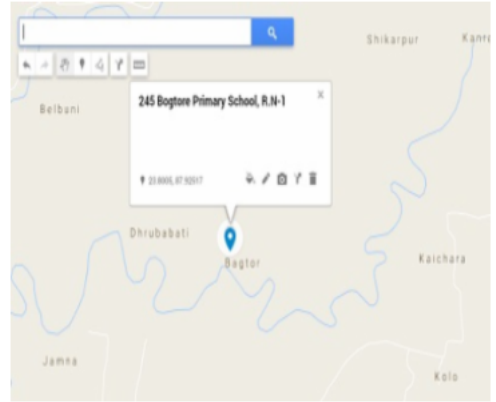 Shikarpur
Belbuni
245 Bogtore Primary School, R.N-1
Dhrubabati
Bagtor
Kaichara
Jamna
Kolo